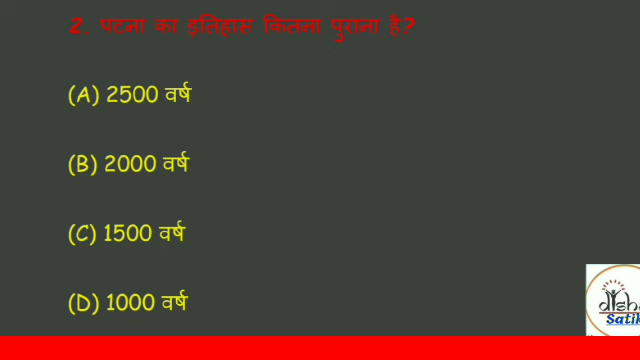 2. पटना का इतिहास कितना पुराना है?
(A) 2500 वर्ष
(B) 2000 वर्ष
(C) 1500 वर्ष
(D) 1000 वर्ष